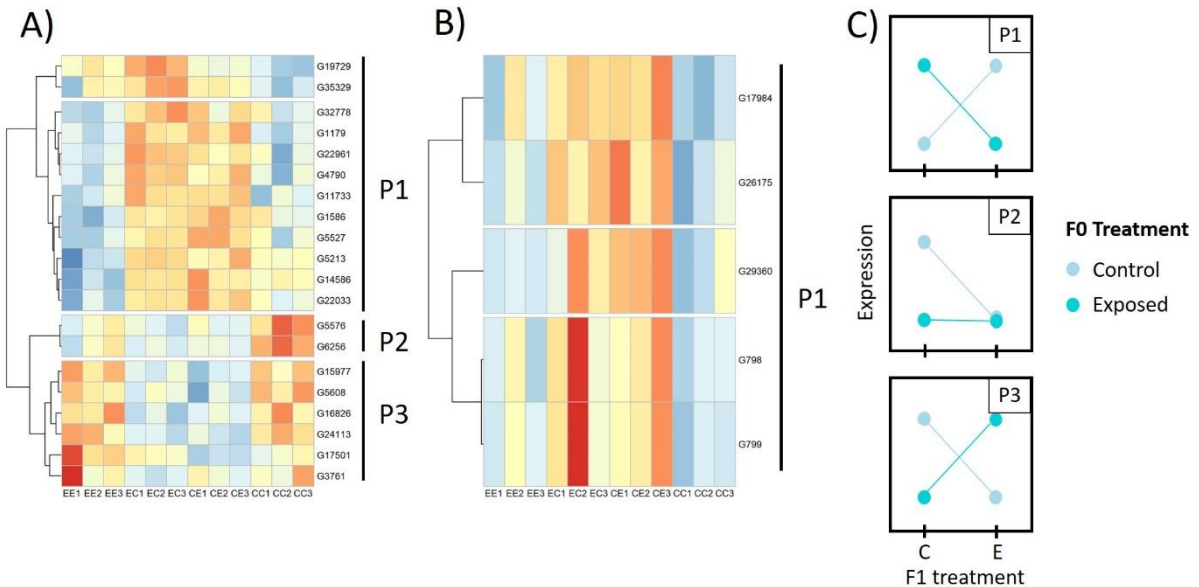 A)
G19729
G35329
G32778
G1179
G22961
G4790
G11733
G1586
G5527
G5213
G14586
G22033
G5576
G6256
G15977
G5608
G16826
G24113
G17501
G3761
P1
P2
P3
EE1 EE2 EE3 EC1 EC2 EC3 CE1 CE2 CE3 CC1 CC2 CC3
B)
G17984
G26175
G29360
G798
G799
P1
EE1 EE2 EE3 EC1 EC2 EC3 CE1 CE2 CE3 CC1 CC2 CC3
C)
P1
P2
P3
Expression
C E
F1 treatment
F0 Treatment
Control
Exposed